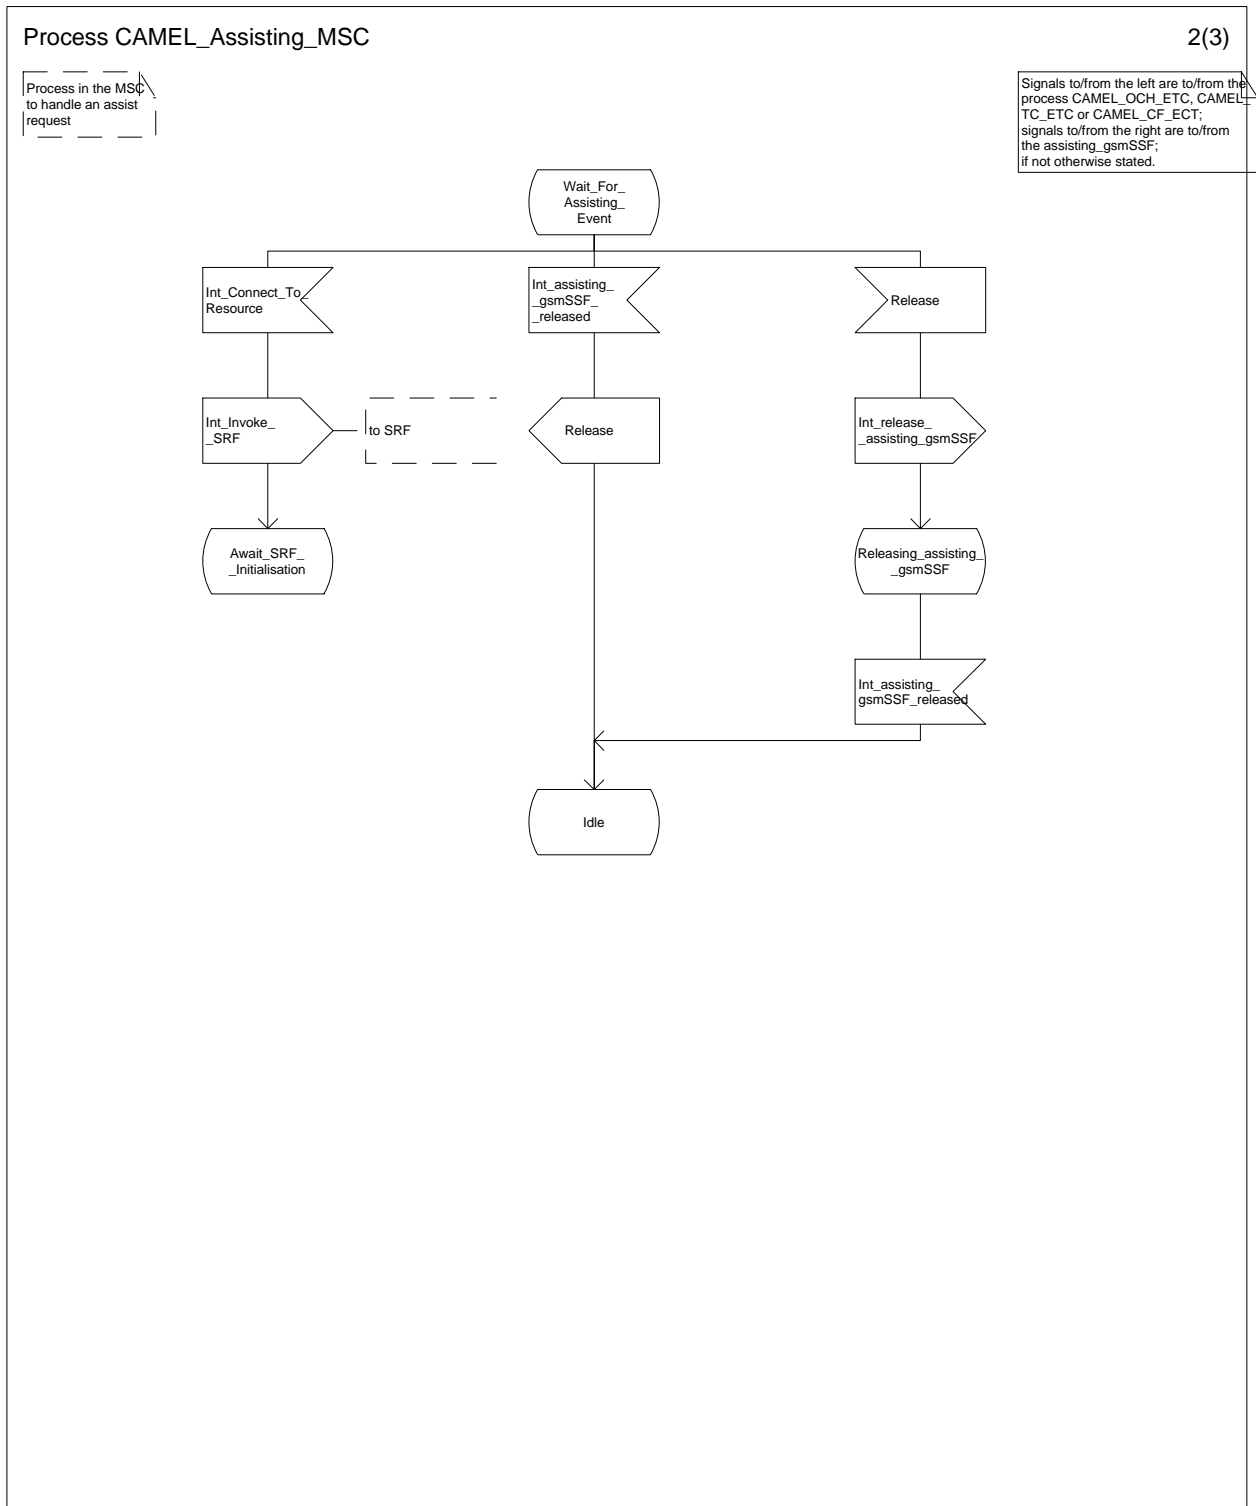 Process CAMEL_Assisting_MSC
2(3)
Process in the MSC
to handle an assist
request
Signals to/from the left are to/from the
process CAMEL_OCH_ETC, CAMEL_
TC_ETC or CAMEL_CF_ECT;
signals to/from the right are to/from
the assisting_gsmSSF;
if not otherwise stated.
Wait_For_
Assisting_
Event
Int_Connect_To_
Resource
Int_assisting_
_gsmSSF_
_released
Release
Int_Invoke_
_SRF
to SRF
Release
Int_release_
_assisting_gsmSSF
Await_SRF_
_Initialisation
Releasing_assisting_
_gsmSSF
Int_assisting_
gsmSSF_released
Idle